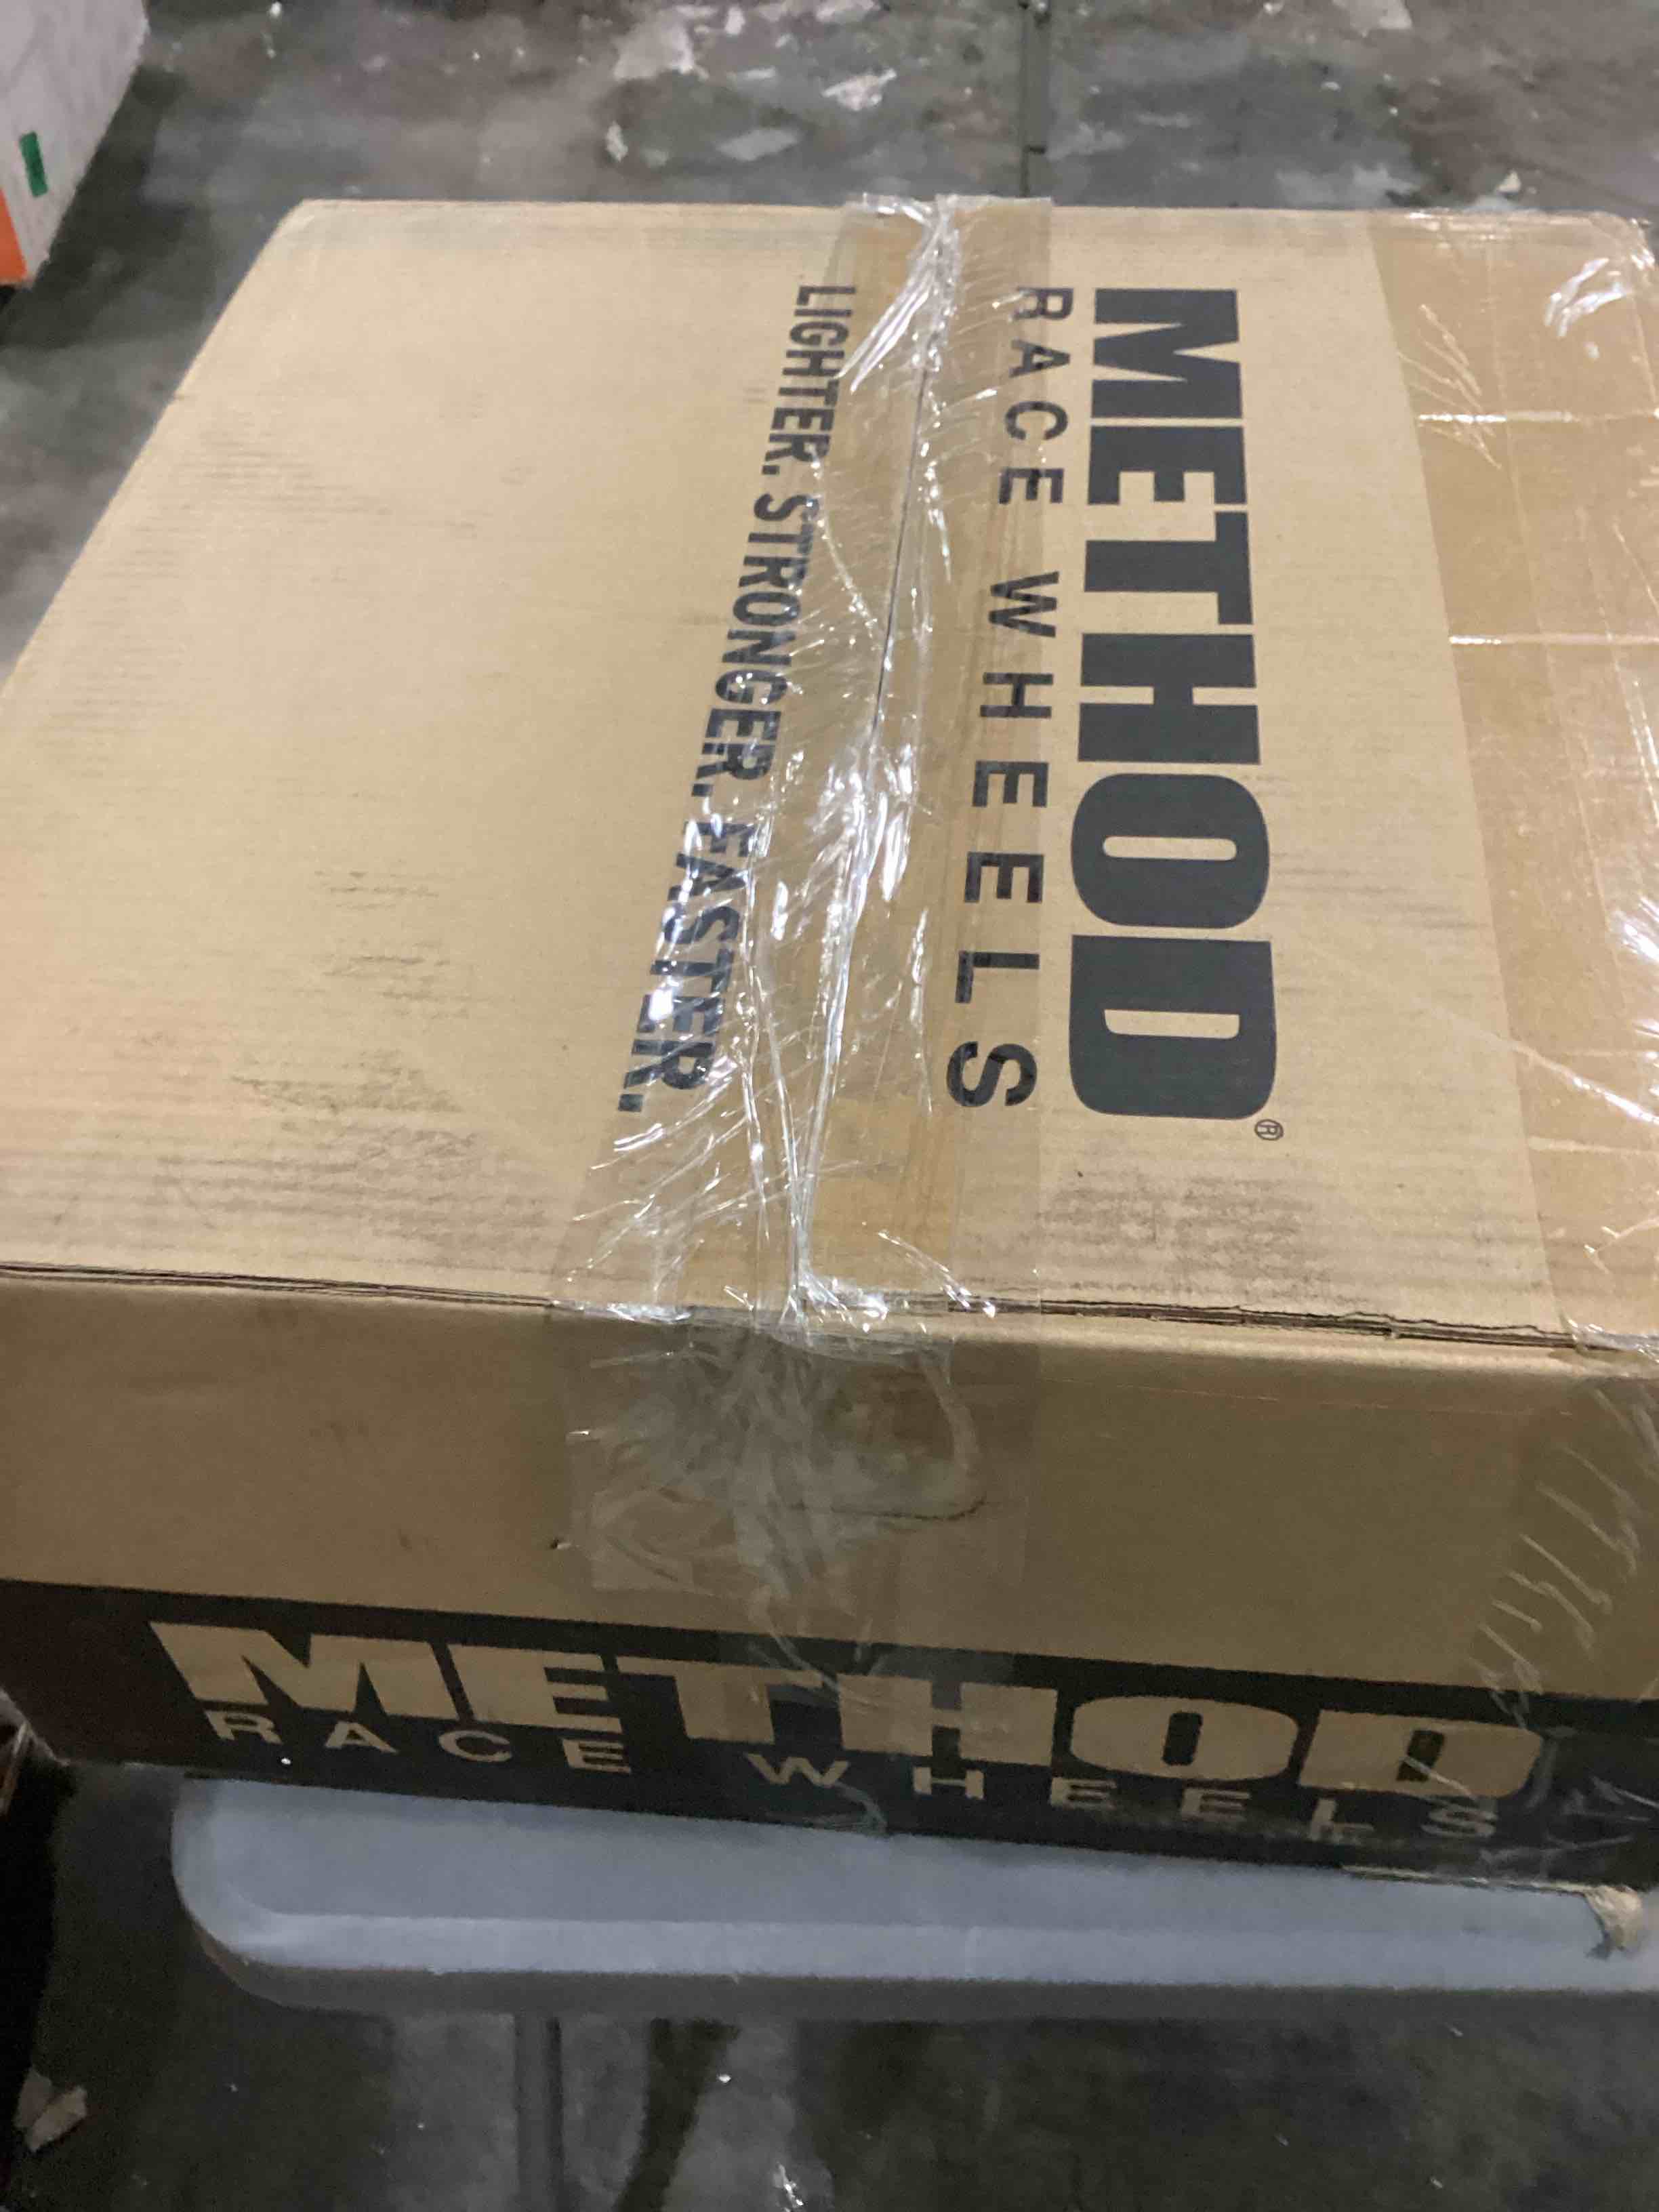 METHOD®
RACE WHEELS
LIGHTER. STRONGER. FASTER.
METHOD
RACE WHEELS